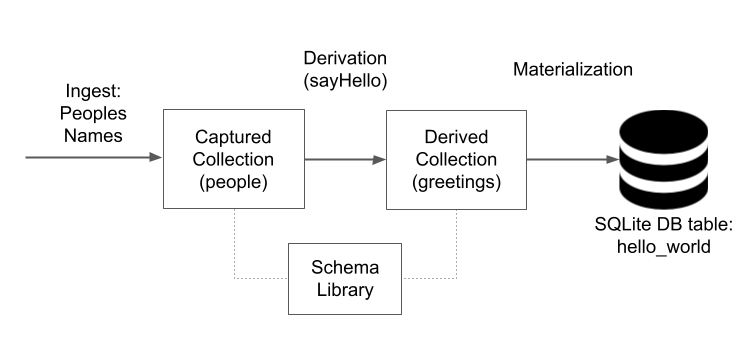 Derivation
(sayHello)
Materialization
Ingest:
Peoples
Names
Captured
Collection
(people)
Derived
Collection
(greetings)
SQLite DB table:
hello_world
Schema
Library